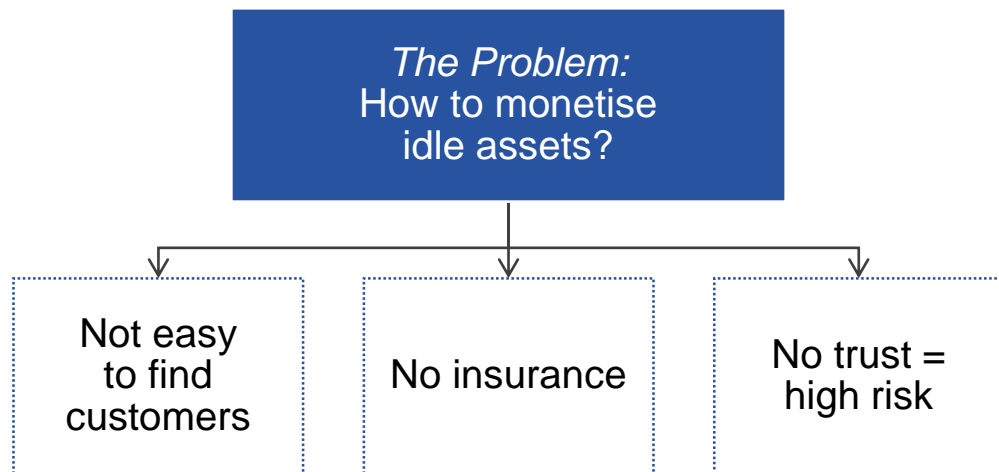 The Problem:
How to monetise
idle assets?
Not easy
to find
customers
No insurance
No trust =
high risk